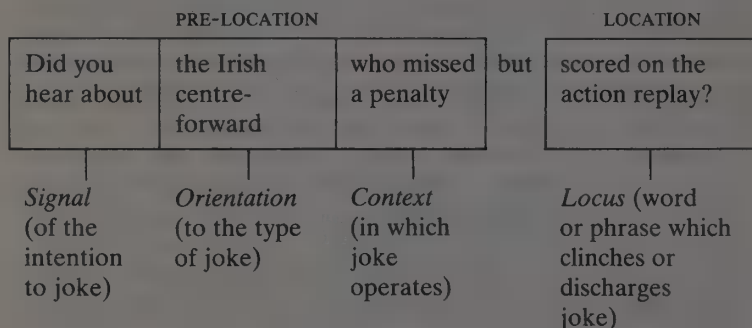 PRE-LOCATION
LOCATION
Did you
hear about
the Irish
centre-
forward
who missed
a penalty
but
scored on the
action replay?
Signal
(of the
intention
to joke)
Orientation
(to the type
of joke)
Context
(in which
joke
operates)
Locus (word
or phrase which
clinches or
discharges
joke)